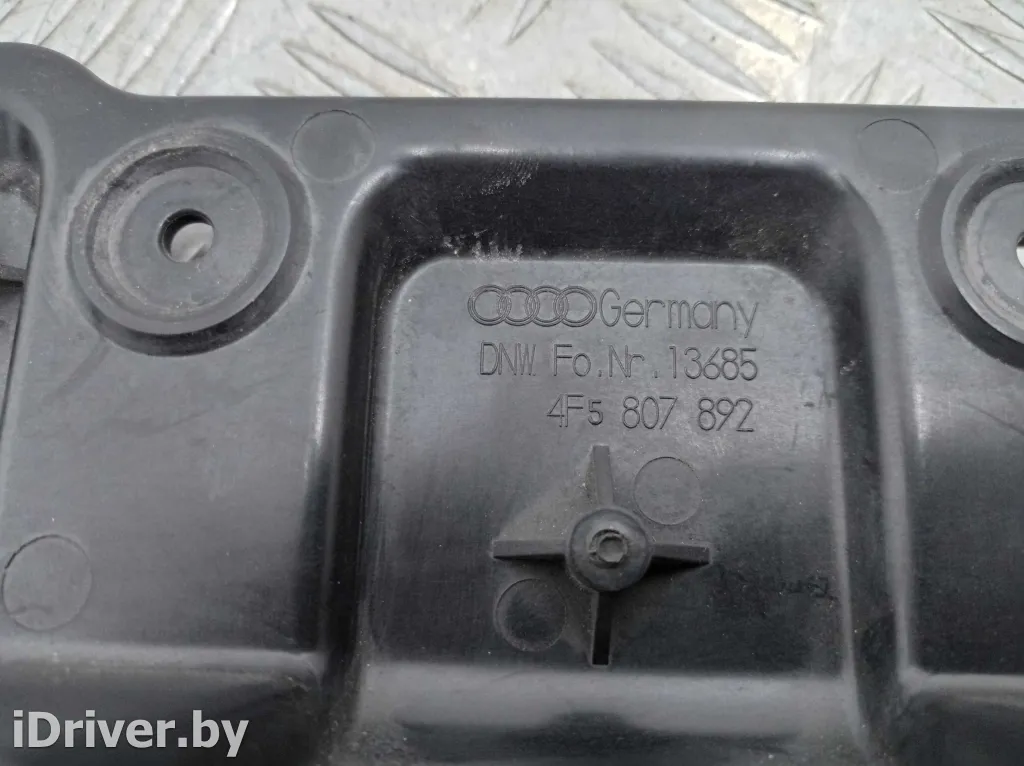 Germany
DNW. Fo.Nr.13685
4F5 807 892
iDriver.by